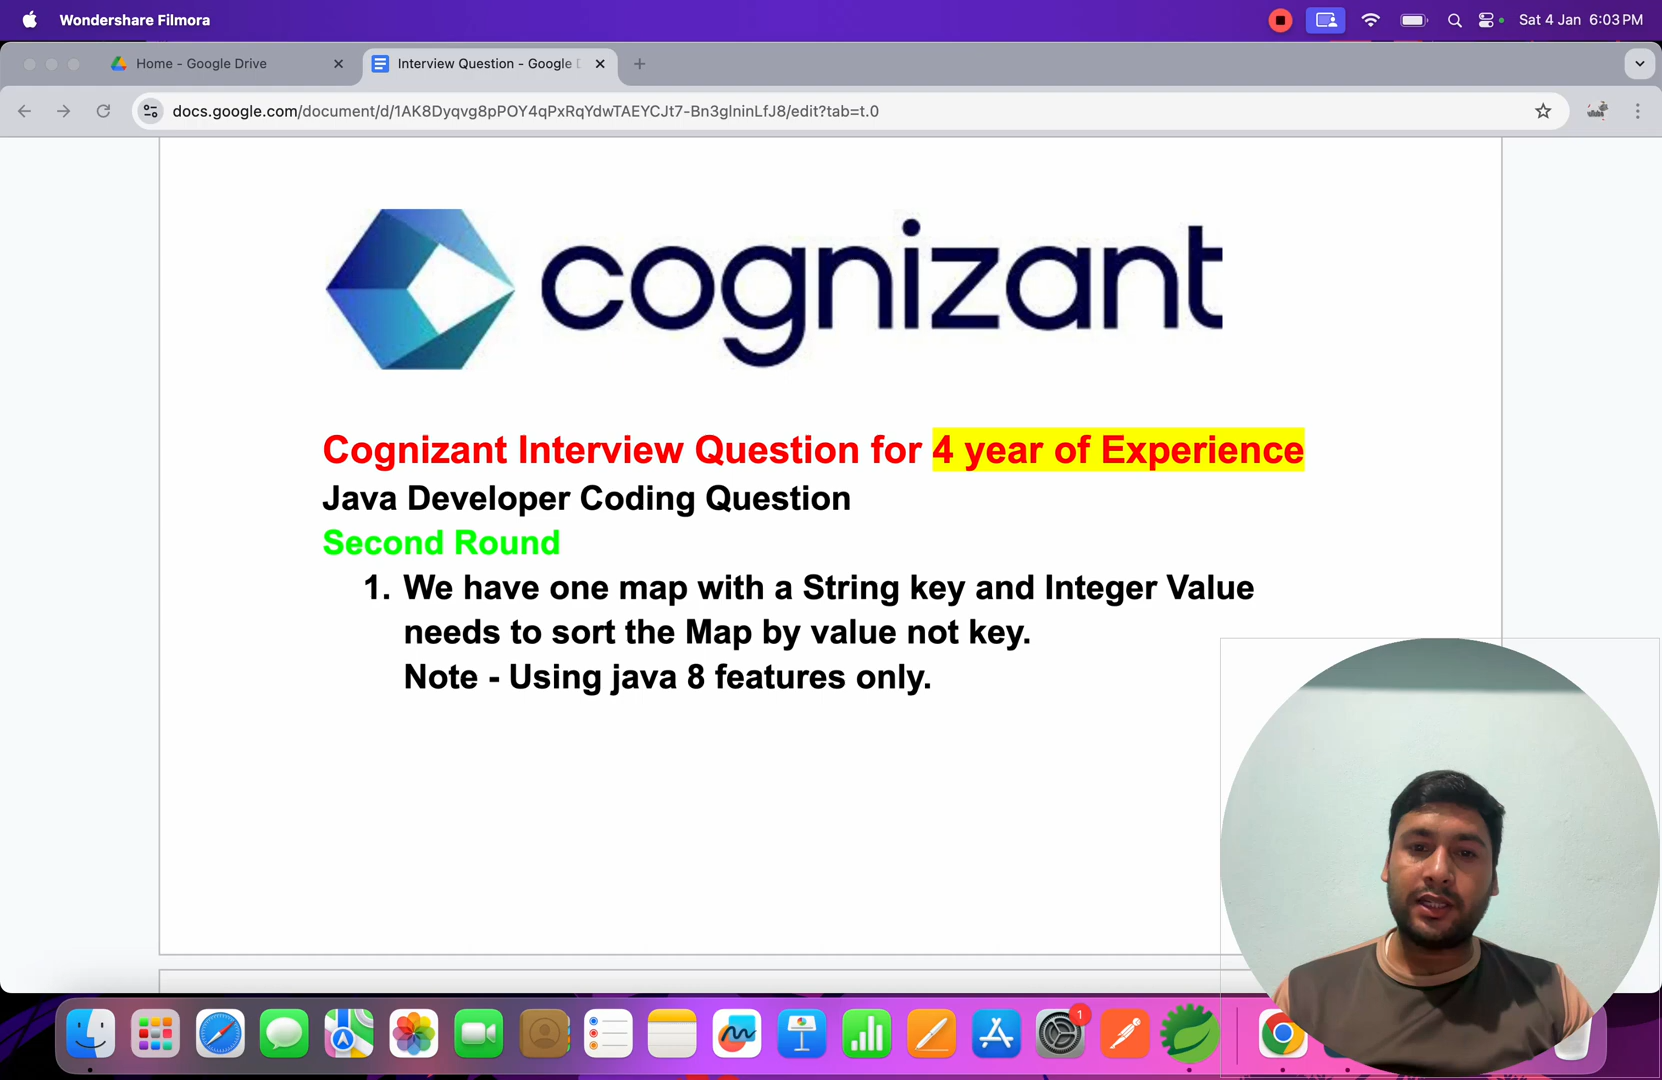 Wondershare Filmora
Sat 4 Jan 6:03 PM
Home - Google Drive
Interview Question - Google D
docs.google.com/document/d/1AK8Dyqvg8pPOY4qPxRqYdwTAEYCJt7-Bn3glninLfJ8/edit?tab=t.0
cognizant
Cognizant Interview Question for 4 year of Experience
Java Developer Coding Question
Second Round
1. We have one map with a String key and Integer Value
needs to sort the Map by value not key.
Note - Using java 8 features only.
1